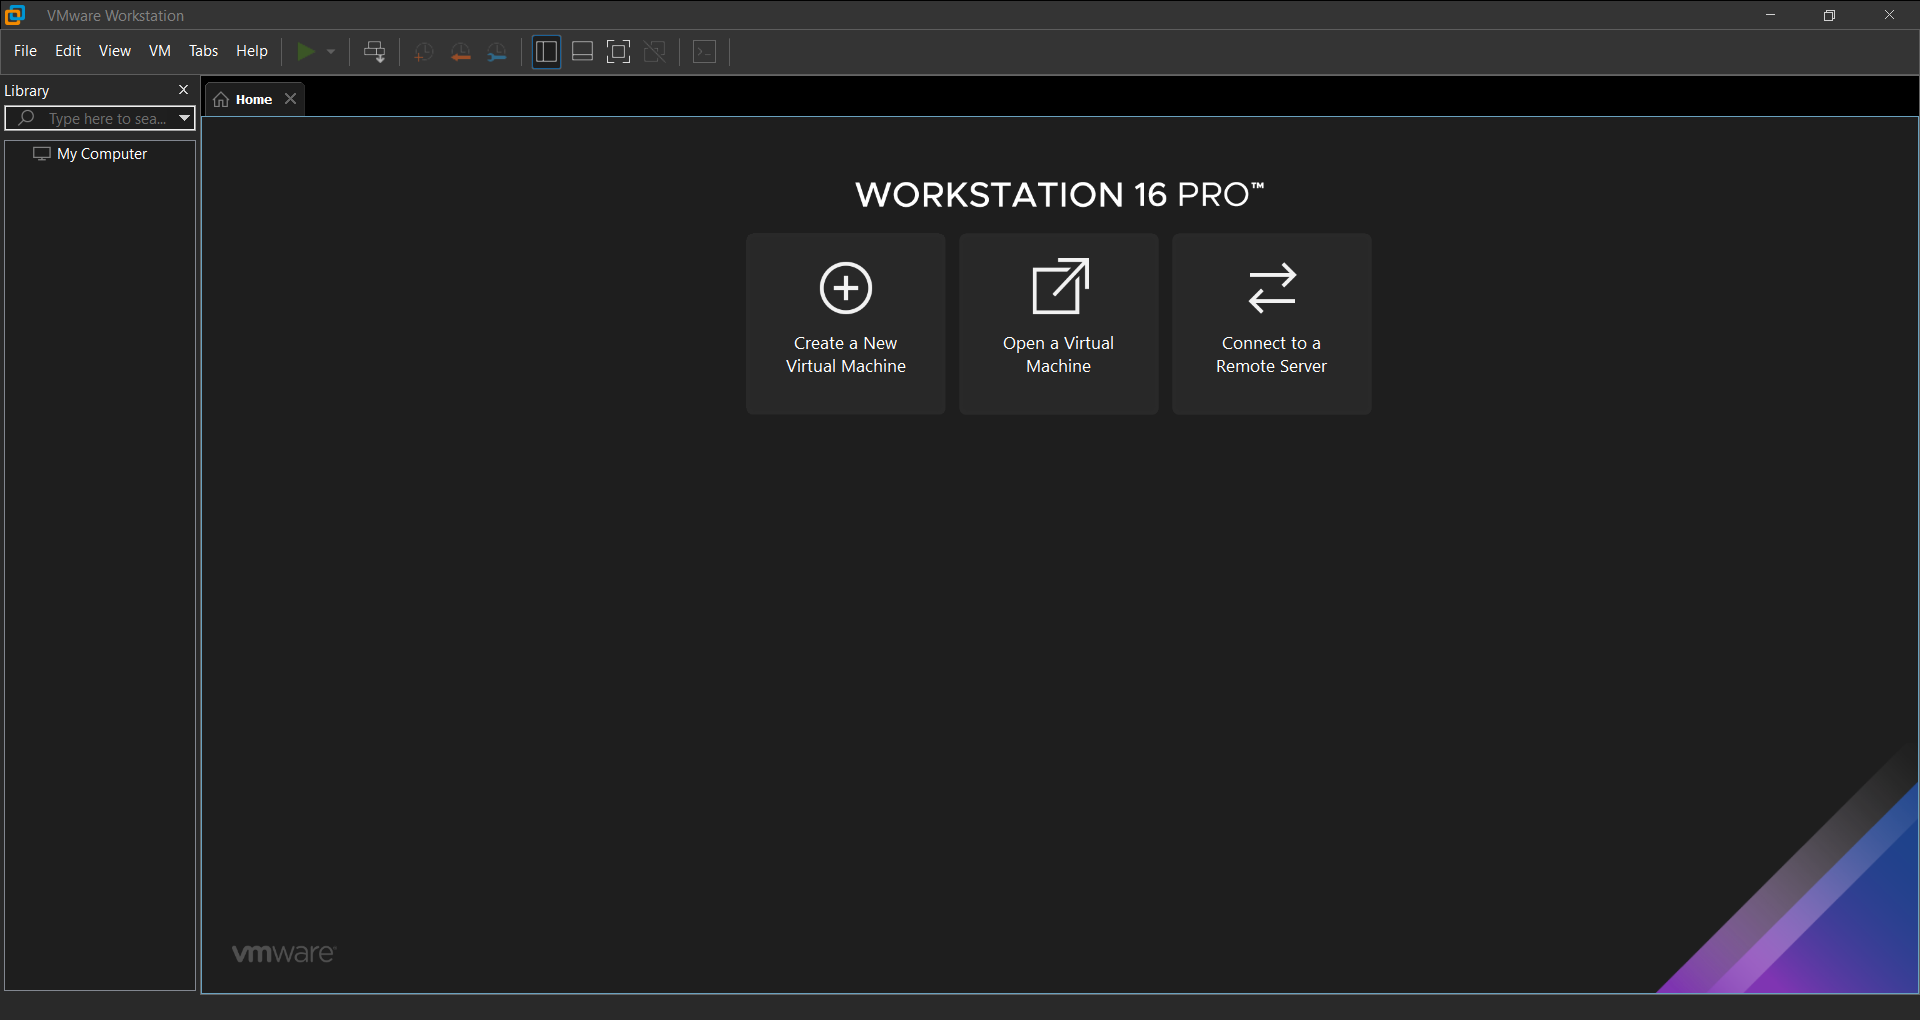 VMware Workstation
File Edit View VM Tabs Help
Library
Type here to sea...
My Computer
Home
WORKSTATION 16 PRO™
Create a New
Virtual Machine
Open a Virtual
Machine
Connect to a
Remote Server
vmware